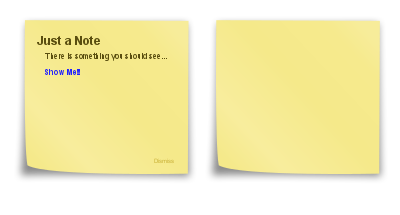 Just a Note
There is something you should see...
Show Me!!
Dismiss